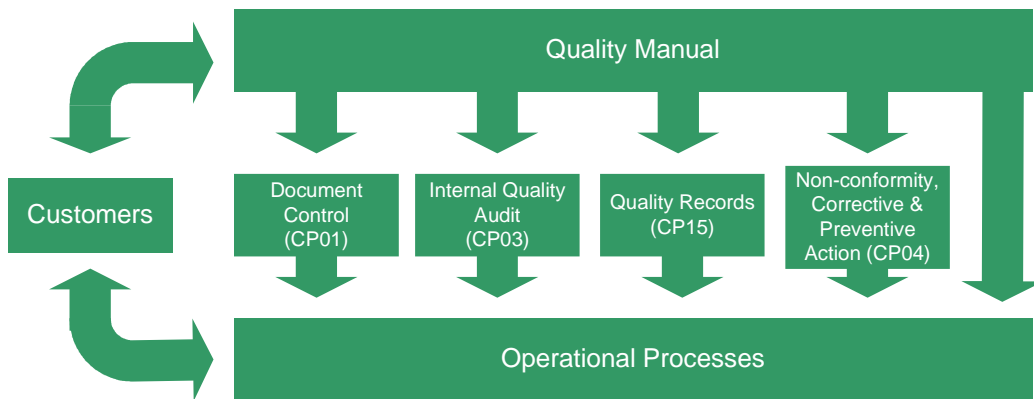 Quality Manual
Customers
Document
Control
(CP01)
Internal Quality
Audit
(CP03)
Quality Records
(CP15)
Non-conformity,
Corrective &
Preventive
Action (CP04)
Operational Processes